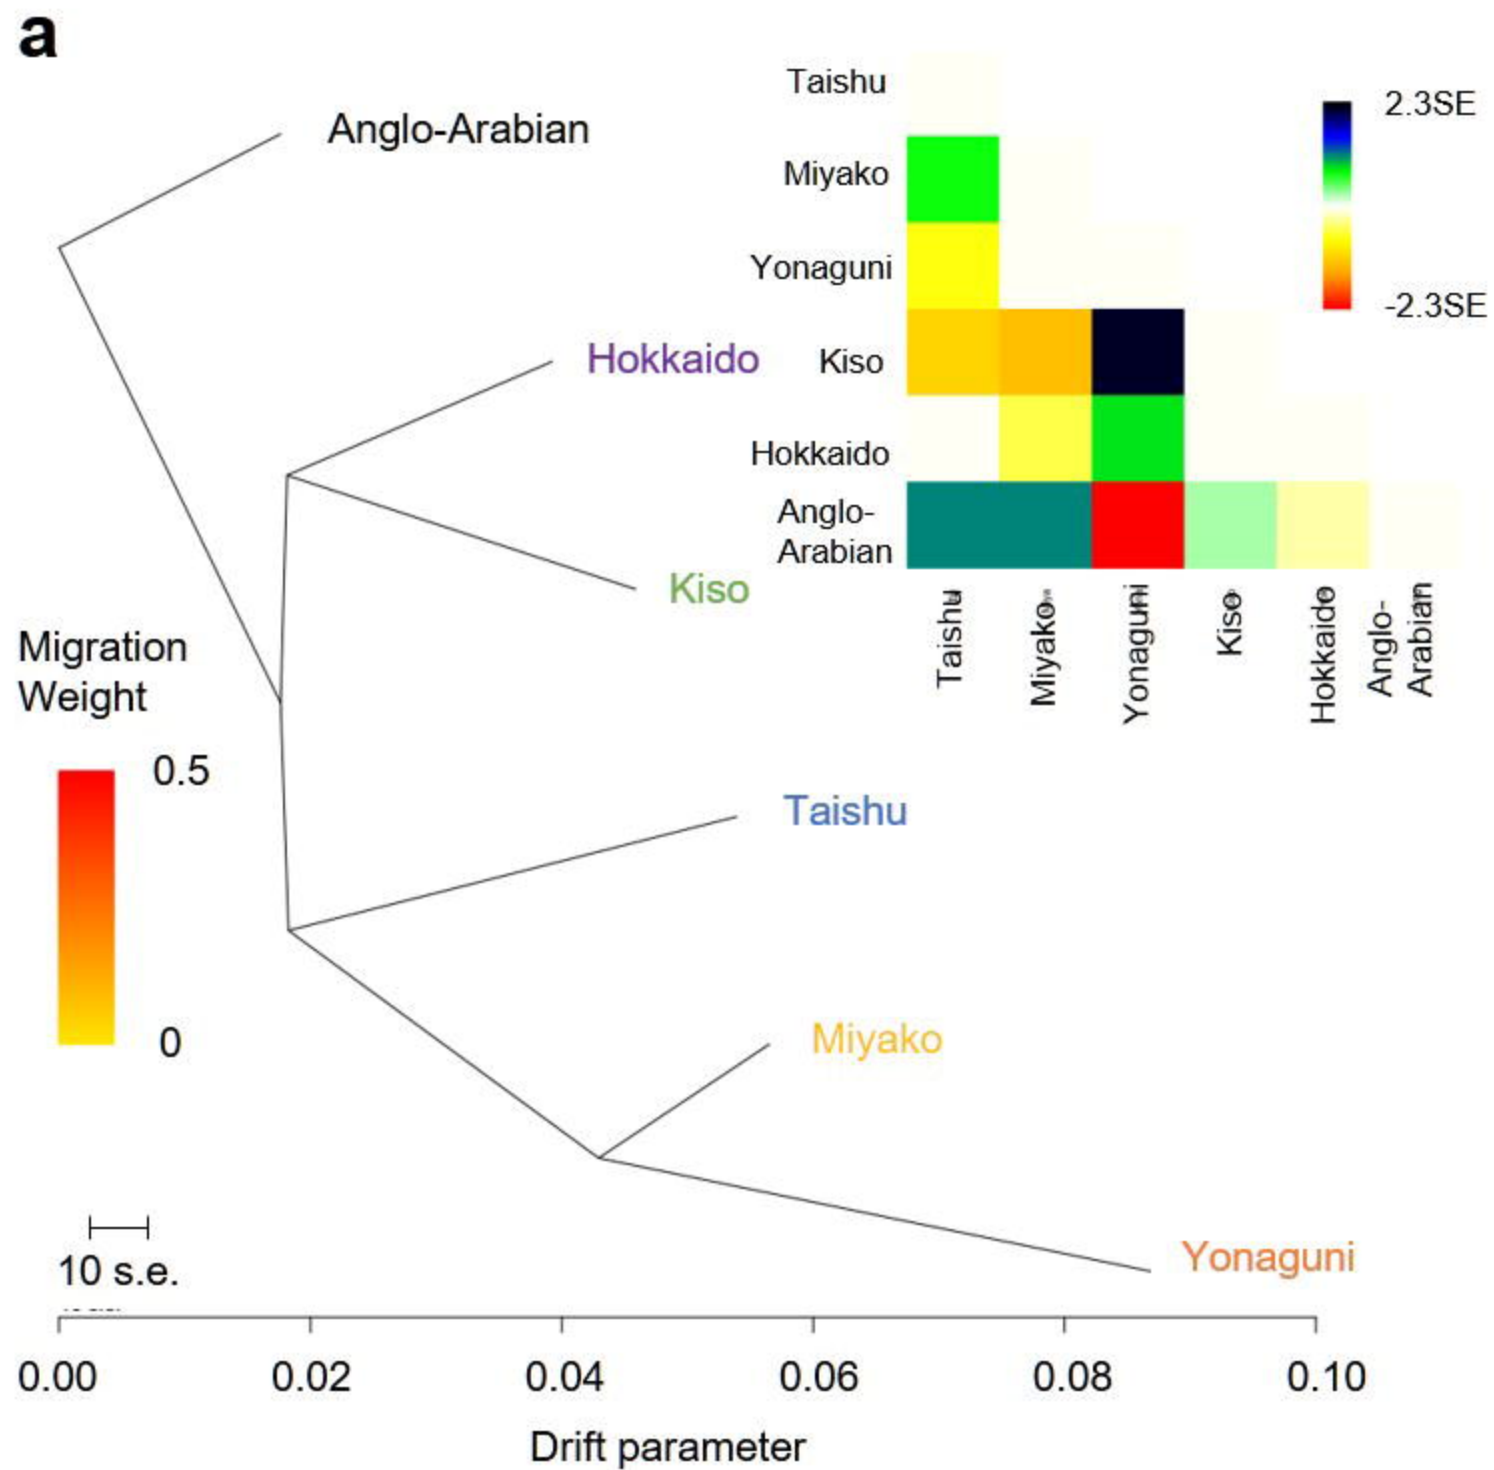 a
Anglo-Arabian
Hokkaido
Kiso
Taishu
Miyako
Yonaguni
Migration
Weight
0.5
0
10 s.e.
0.00 0.02 0.04 0.06 0.08 0.10
Drift parameter
Taishu
Miyako
Yonaguni
Kiso
Hokkaido
Anglo-
Arabian
Taishu
Miyako
Yonaguni
Kiso
Hokkaido
Anglo-
Arabian
2.3SE
-2.3SE